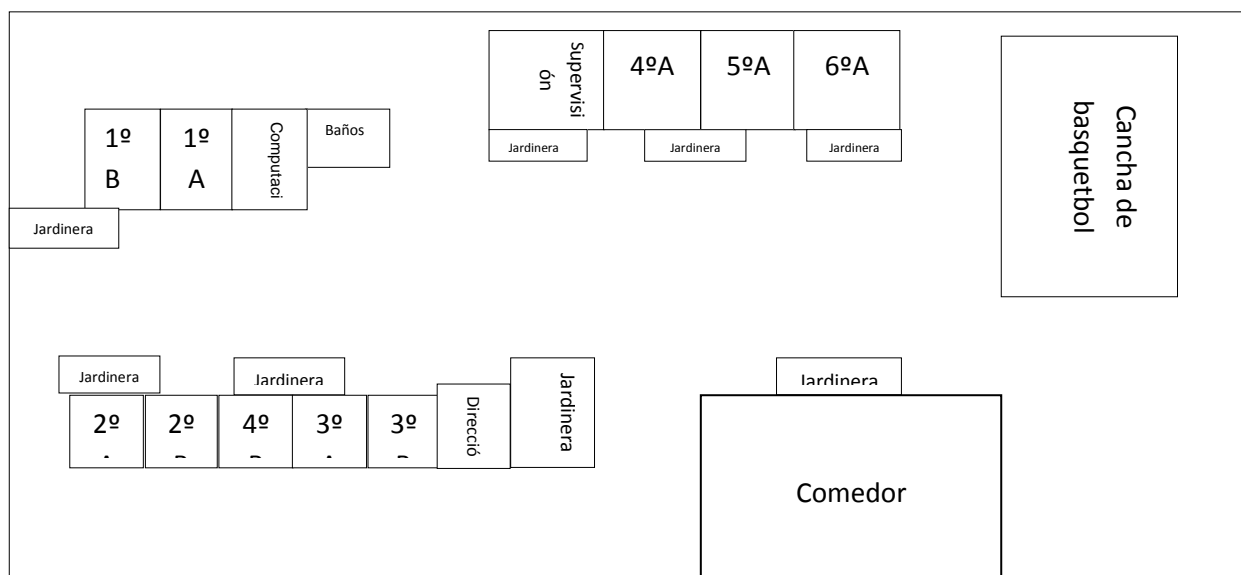 Supervisi
ón
4ºA
5ºA
6ºA
Cancha de
basquetbol
1º
B
1º
A
Computaci
Baños
Jardinera
Jardinera
Jardinera
Jardinera
Jardinera
Jardinera
Jardinera
Jardinera
2º
2º
4º
3º
3º
Direcció
Comedor